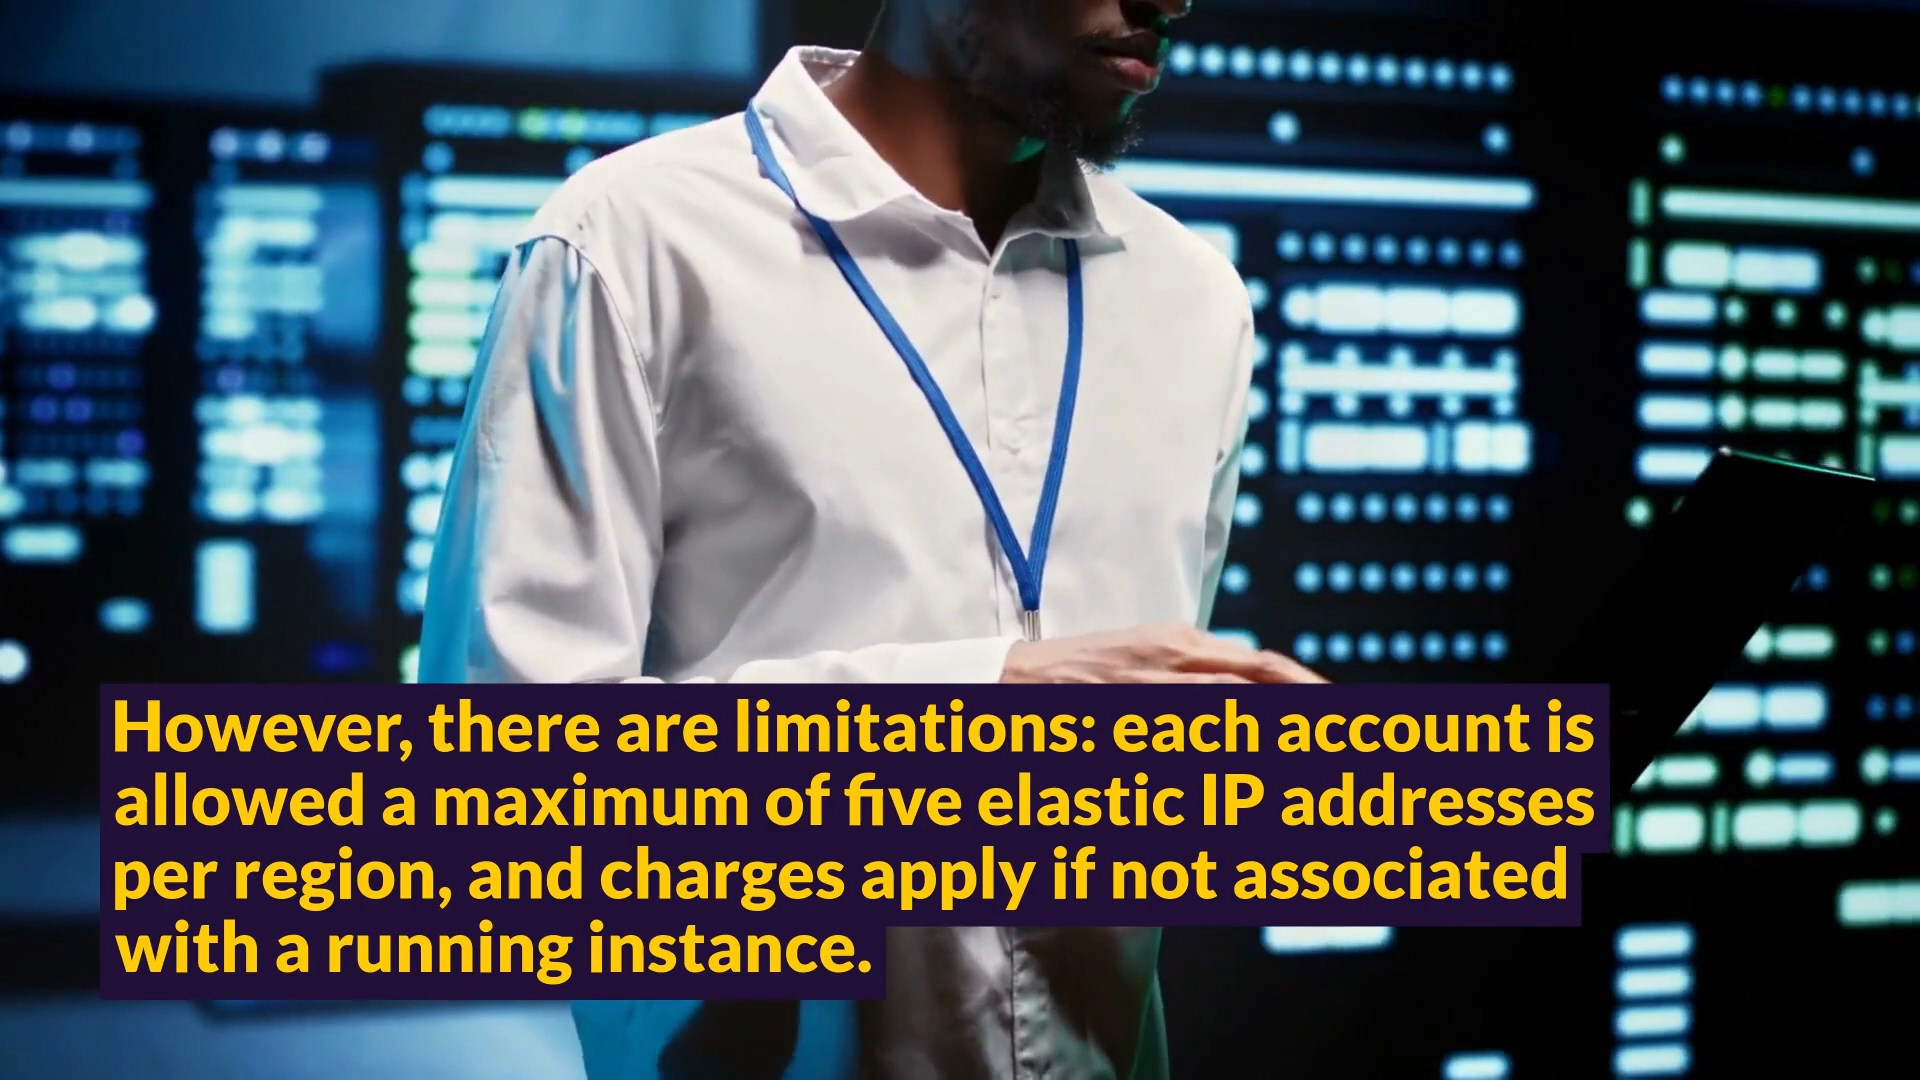 However, there are limitations: each account is
allowed a maximum of five elastic IP addresses
per region, and charges apply if not associated
with a running instance.